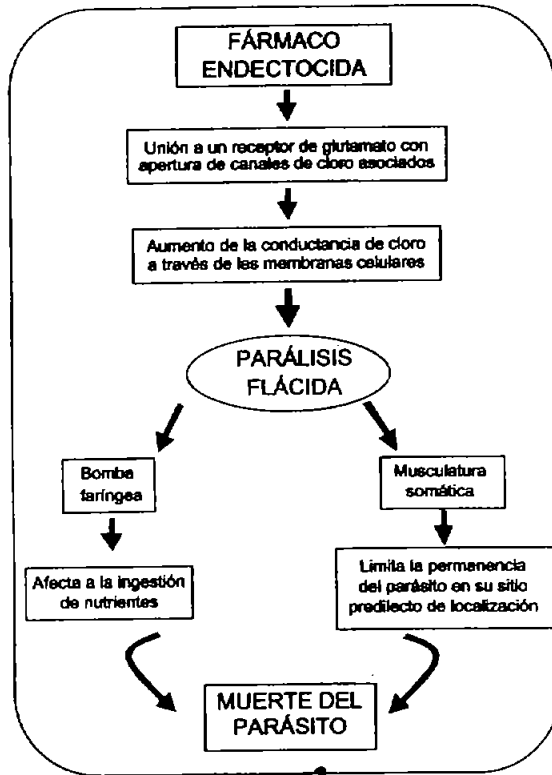 FÁRMACO
ENDECTOCIDA
Unión a un receptor de glutamato con
apertura de canales de cloro asociados
Aumento de la conductancia de cloro
a través de las membranas celulares
PARÁLISIS
FLÁCIDA
Bomba
faríngea
Musculatura
somática
Afecta a la ingestión
de nutrientes
Limita la permanencia
del parásito en su sitio
predilecto de localización
MUERTE DEL
PARÁSITO